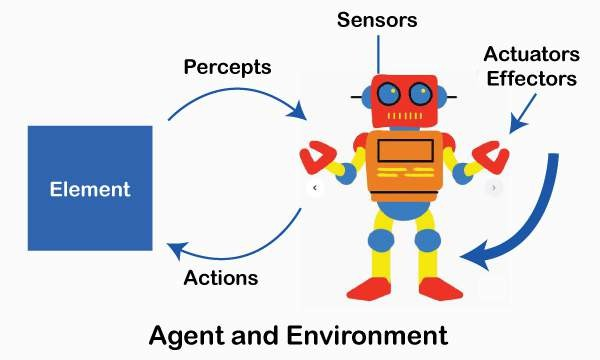 Sensors
Actuators
Effectors
Percepts
Element
Actions
Agent and Environment